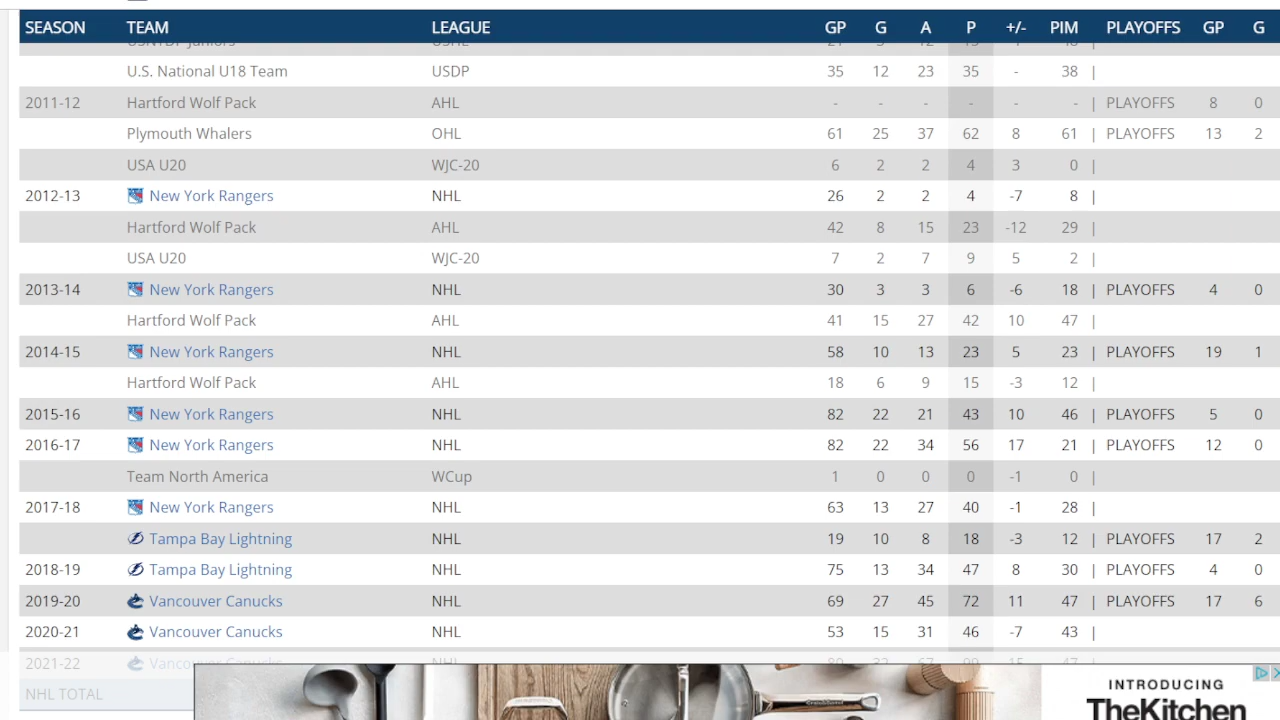 SEASON TEAM LEAGUE GP G A P +/- PIM PLAYOFFS GP G
U.S. National U18 Team USDP 35 12 23 35 - 38 |
2011-12 Hartford Wolf Pack AHL - - - - - - | PLAYOFFS 8 0
Plymouth Whalers OHL 61 25 37 62 8 61 | PLAYOFFS 13 2
USA U20 WJC-20 6 2 2 4 3 0 |
2012-13 New York Rangers NHL 26 2 2 4 -7 8 |
Hartford Wolf Pack AHL 42 8 15 23 -12 29 |
USA U20 WJC-20 7 2 7 9 5 2 |
2013-14 New York Rangers NHL 30 3 3 6 -6 18 | PLAYOFFS 4 0
Hartford Wolf Pack AHL 41 15 27 42 10 47 |
2014-15 New York Rangers NHL 58 10 13 23 5 23 | PLAYOFFS 19 1
Hartford Wolf Pack AHL 18 6 9 15 -3 12 |
2015-16 New York Rangers NHL 82 22 21 43 10 46 | PLAYOFFS 5 0
2016-17 New York Rangers NHL 82 22 34 56 17 21 | PLAYOFFS 12 0
Team North America WCup 1 0 0 0 -1 0 |
2017-18 New York Rangers NHL 63 13 27 40 -1 28 |
Tampa Bay Lightning NHL 19 10 8 18 -3 12 | PLAYOFFS 17 2
2018-19 Tampa Bay Lightning NHL 75 13 34 47 8 30 | PLAYOFFS 4 0
2019-20 Vancouver Canucks NHL 69 27 45 72 11 47 | PLAYOFFS 17 6
2020-21 Vancouver Canucks NHL 53 15 31 46 -7 43 |
2021-22
NHL TOTAL
INTRODUCING
TheKitchen